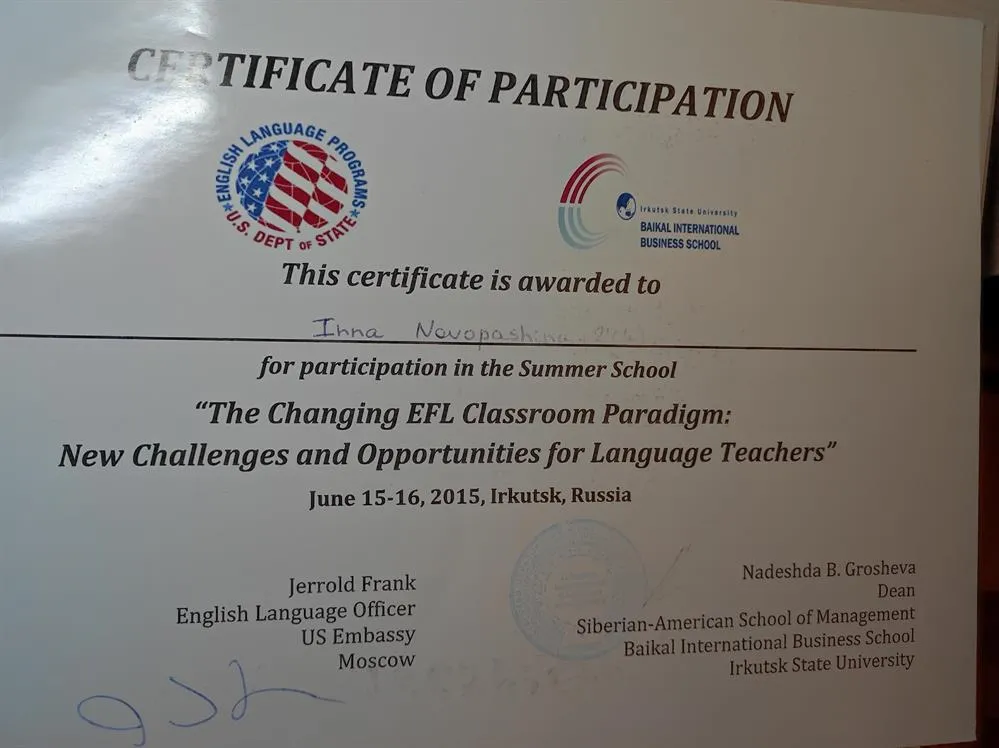 CERTIFICATE OF PARTICIPATION
ENGLISH LANGUAGE PROGRAMS
U.S. DEPT OF STATE
Irkutsk State University
BAIKAL INTERNATIONAL
BUSINESS SCHOOL
This certificate is awarded to
Inna Novopashina
for participation in the Summer School
“The Changing EFL Classroom Paradigm:
New Challenges and Opportunities for Language Teachers”
June 15-16, 2015, Irkutsk, Russia
Jerrold Frank
English Language Officer
US Embassy
Moscow
Nadeshda B. Grosheva
Dean
Siberian-American School of Management
Baikal International Business School
Irkutsk State University